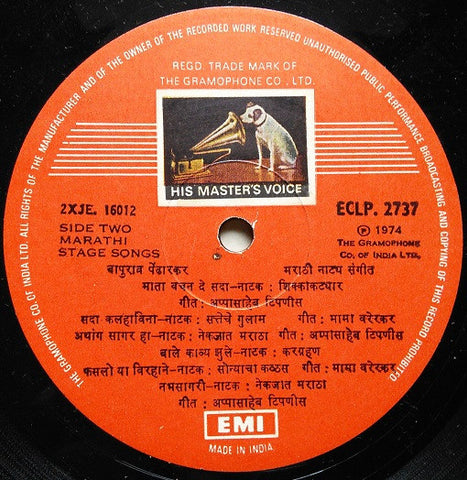 ALL RIGHTS OF THE MANUFACTURER AND OF THE OWNER OF THE RECORDED WORK RESERVED UNAUTHORISED PUBLIC PERFORMANCE BROADCASTING AND COPYING OF THIS RECORD PROHIBITED
REGD. TRADE MARK OF
THE GRAMOPHONE CO., LTD.
HIS MASTER'S VOICE
2XJE. 16012
ECLP. 2737
SIDE TWO
MARATHI
STAGE SONGS
℗ 1974
THE GRAMOPHONE
CO. OF INDIA LTD.
बापुराव पेंढारकर मराठी नाट्य संगीत
माता वचन दे सदा-नाटक: शिक्काकट्यार
गीत: अप्पासाहेब टिपणीस
सदा कलहाविना-नाटक: सत्तेचे गुलाम गीत: मामा वरेरकर
अथांग सागर हा-नाटक: नेकजात मराठा गीत: अप्पासाहेब टिपणीस
बाले काव्य झुले-नाटक: करग्रहण
कसलो या विरहाने-नाटक: सोन्याचा कळस गीत: मामा वरेरकर
नभसागरी-नाटक: नेकजात मराठा
गीत: अप्पासाहेब टिपणीस
EMI
MADE IN INDIA
THE GRAMOPHONE CO. OF INDIA LTD.